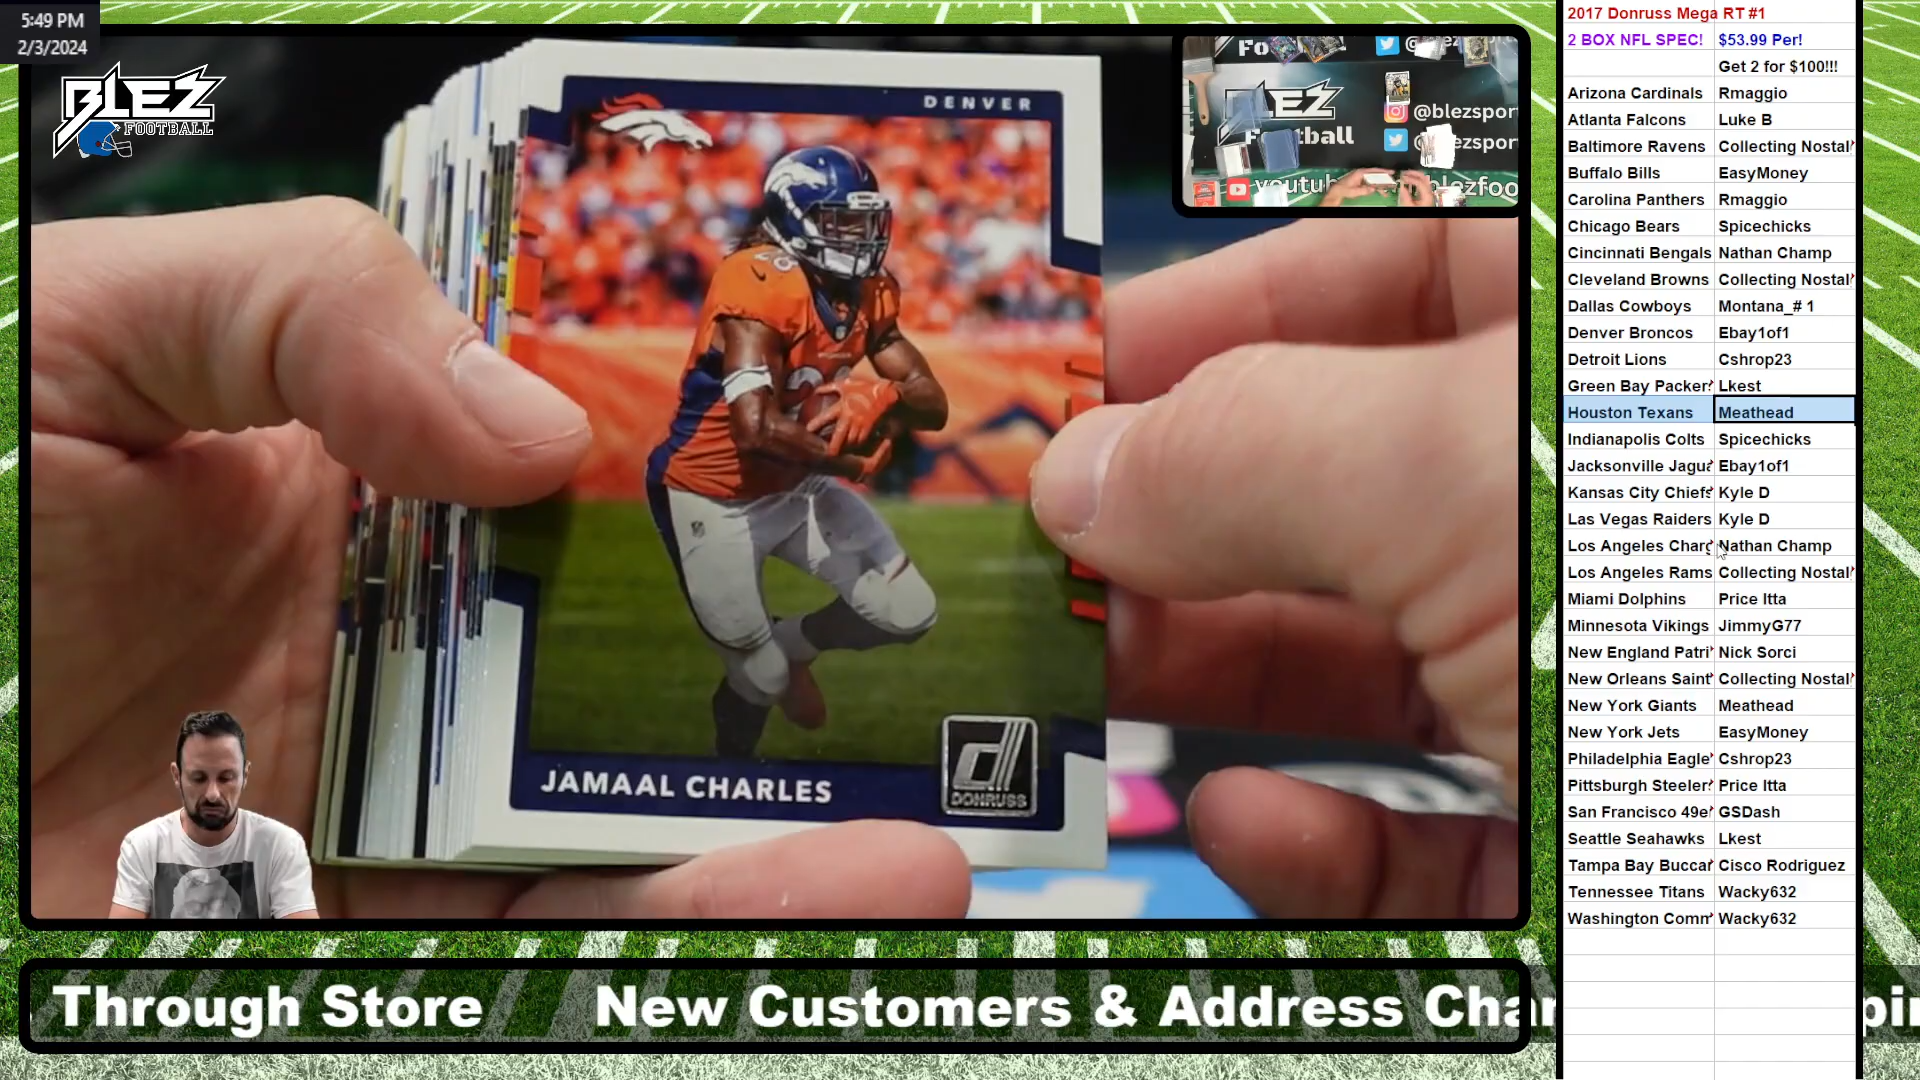 5:49 PM
2/3/2024
BLEZ
FOOTBALL
DENVER
28
JAMAAL CHARLES
d
DONRUSS
Fo
BLEZ
Football
@blezspor
youtub
blezfoo
2017 Donruss Mega RT #1
2 BOX NFL SPEC! $53.99 Per!
Get 2 for $100!!!
Arizona Cardinals Rmaggio
Atlanta Falcons Luke B
Baltimore Ravens Collecting Nostal
Buffalo Bills EasyMoney
Carolina Panthers Rmaggio
Chicago Bears Spicechicks
Cincinnati Bengals Nathan Champ
Cleveland Browns Collecting Nostal
Dallas Cowboys Montana_# 1
Denver Broncos Ebay1of1
Detroit Lions Cshrop23
Green Bay Packer Lkest
Houston Texans Meathead
Indianapolis Colts Spicechicks
Jacksonville Jagua Ebay1of1
Kansas City Chiefs Kyle D
Las Vegas Raiders Kyle D
Los Angeles Charg Nathan Champ
Los Angeles Rams Collecting Nostal
Miami Dolphins Price Itta
Minnesota Vikings JimmyG77
New England Patri Nick Sorci
New Orleans Saint Collecting Nostal
New York Giants Meathead
New York Jets EasyMoney
Philadelphia Eagle Cshrop23
Pittsburgh Steeler Price Itta
San Francisco 49e GSDash
Seattle Seahawks Lkest
Tampa Bay Buccar Cisco Rodriguez
Tennessee Titans Wacky632
Washington Comm Wacky632
Through Store New Customers & Address Cha pi